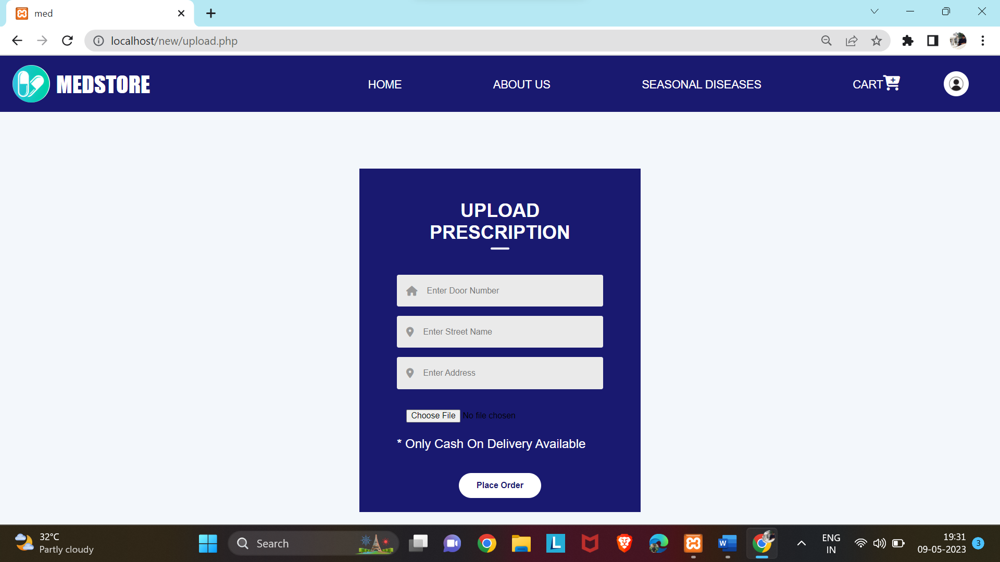 med
localhost/new/upload.php
MEDSTORE
HOME
ABOUT US
SEASONAL DISEASES
CART
UPLOAD
PRESCRIPTION
Enter Door Number
Enter Street Name
Enter Address
Choose File No file chosen
* Only Cash On Delivery Available
Place Order
32°C
Partly cloudy
Search
L
W
ENG
IN
19:31
09-05-2023
3